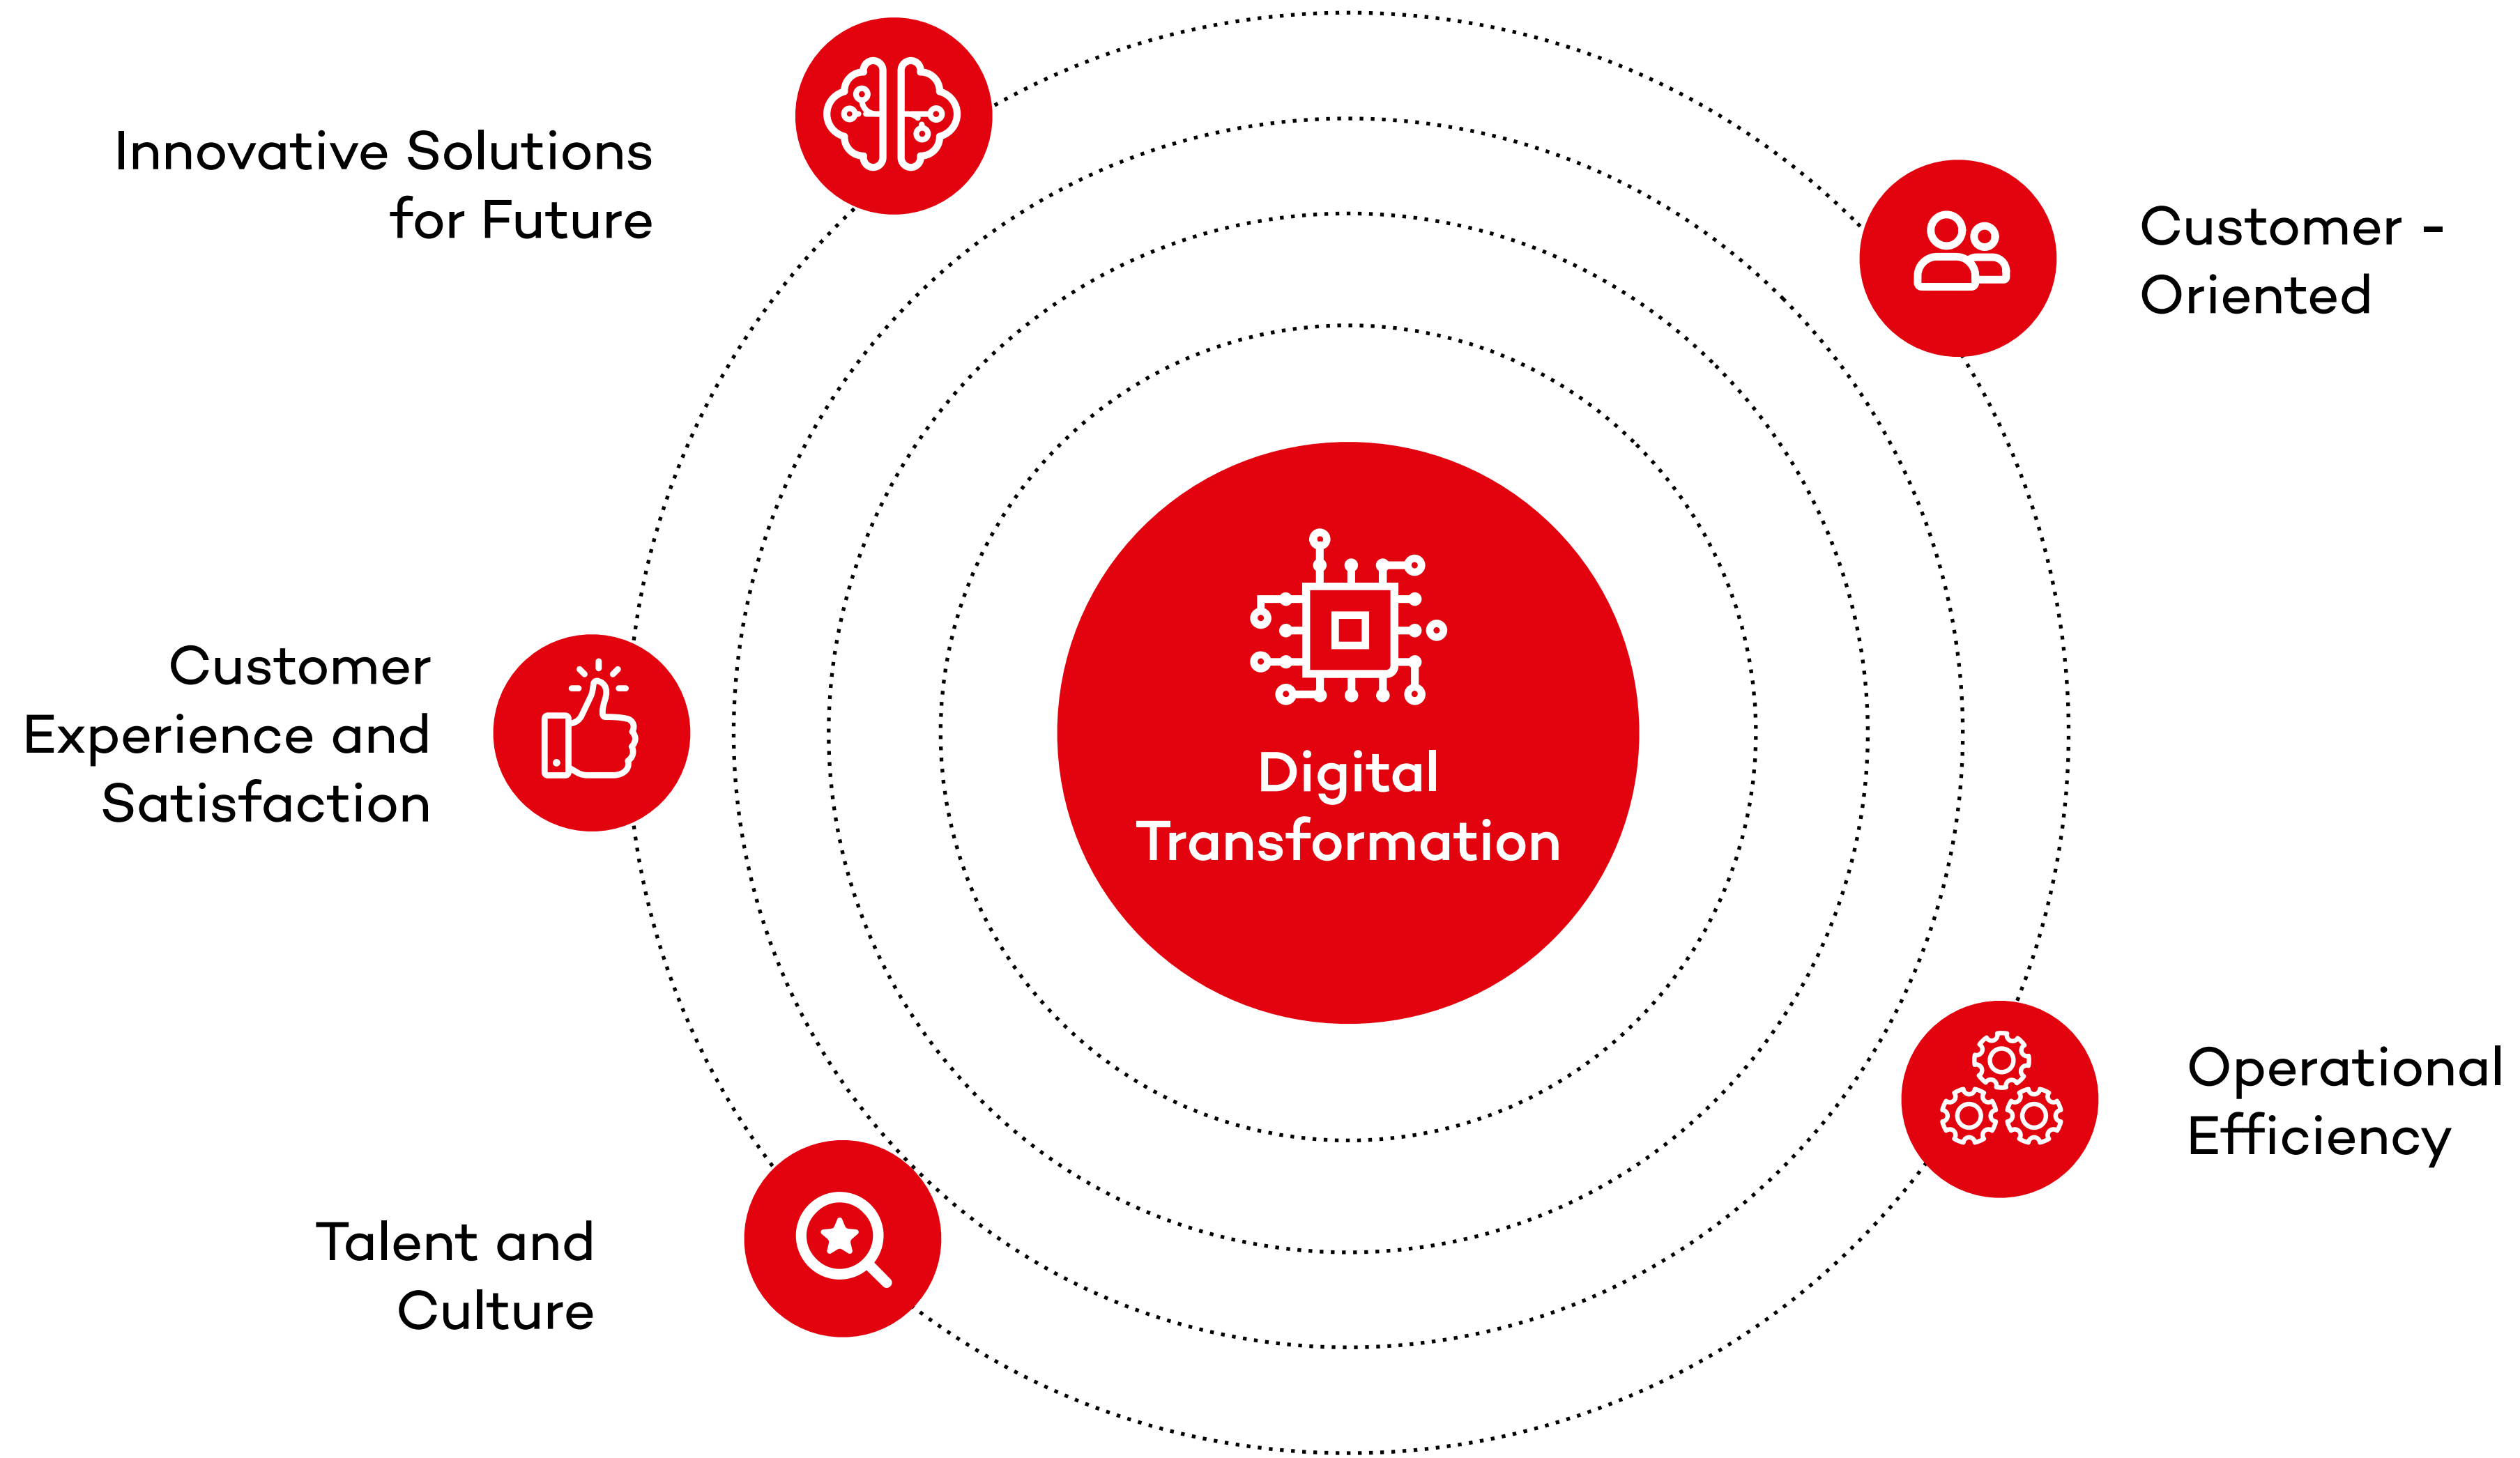 Innovative Solutions
for Future
Customer -
Oriented
Customer
Experience and
Satisfaction
Digital
Transformation
Operational
Efficiency
Talent and
Culture